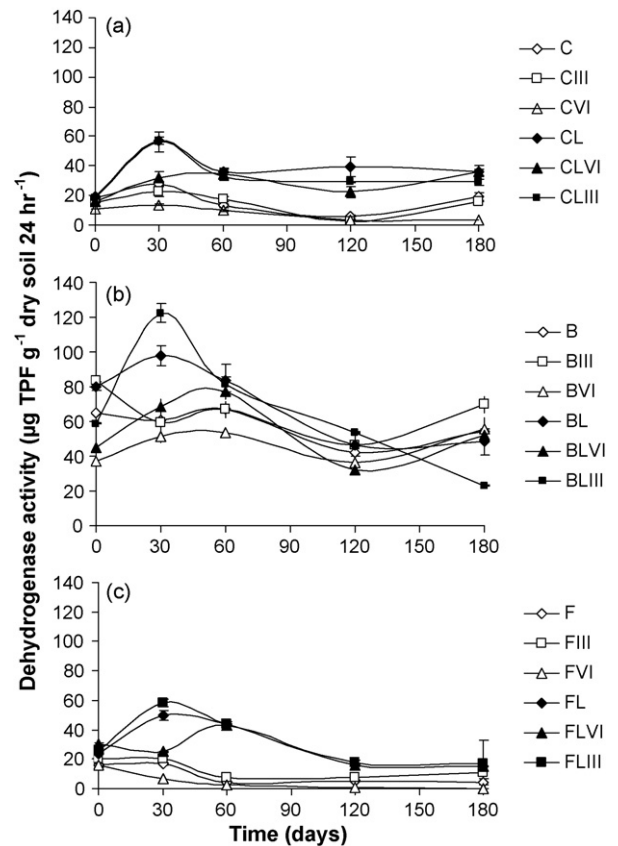 Dehydrogenase activity (µg TPF g⁻¹ dry soil 24 hr⁻¹)
(a)
140
120
100
80
60
40
20
0
0 30 60 90 120 150 180
C
CIII
CVI
CL
CLVI
CLIII
(b)
140
120
100
80
60
40
20
0
0 30 60 90 120 150 180
B
BIII
BVI
BL
BLVI
BLIII
(c)
140
120
100
80
60
40
20
0
0 30 60 90 120 150 180
F
FIII
FVI
FL
FLVI
FLIII
Time (days)